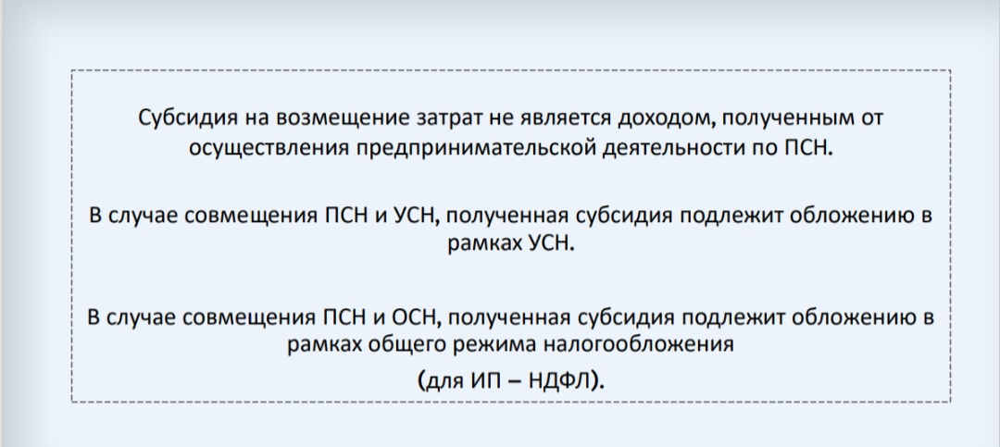 Субсидия на возмещение затрат не является доходом, полученным от
осуществления предпринимательской деятельности по ПСН.
В случае совмещения ПСН и УСН, полученная субсидия подлежит обложению в
рамках УСН.
В случае совмещения ПСН и ОСН, полученная субсидия подлежит обложению в
рамках общего режима налогообложения
(для ИП – НДФЛ).